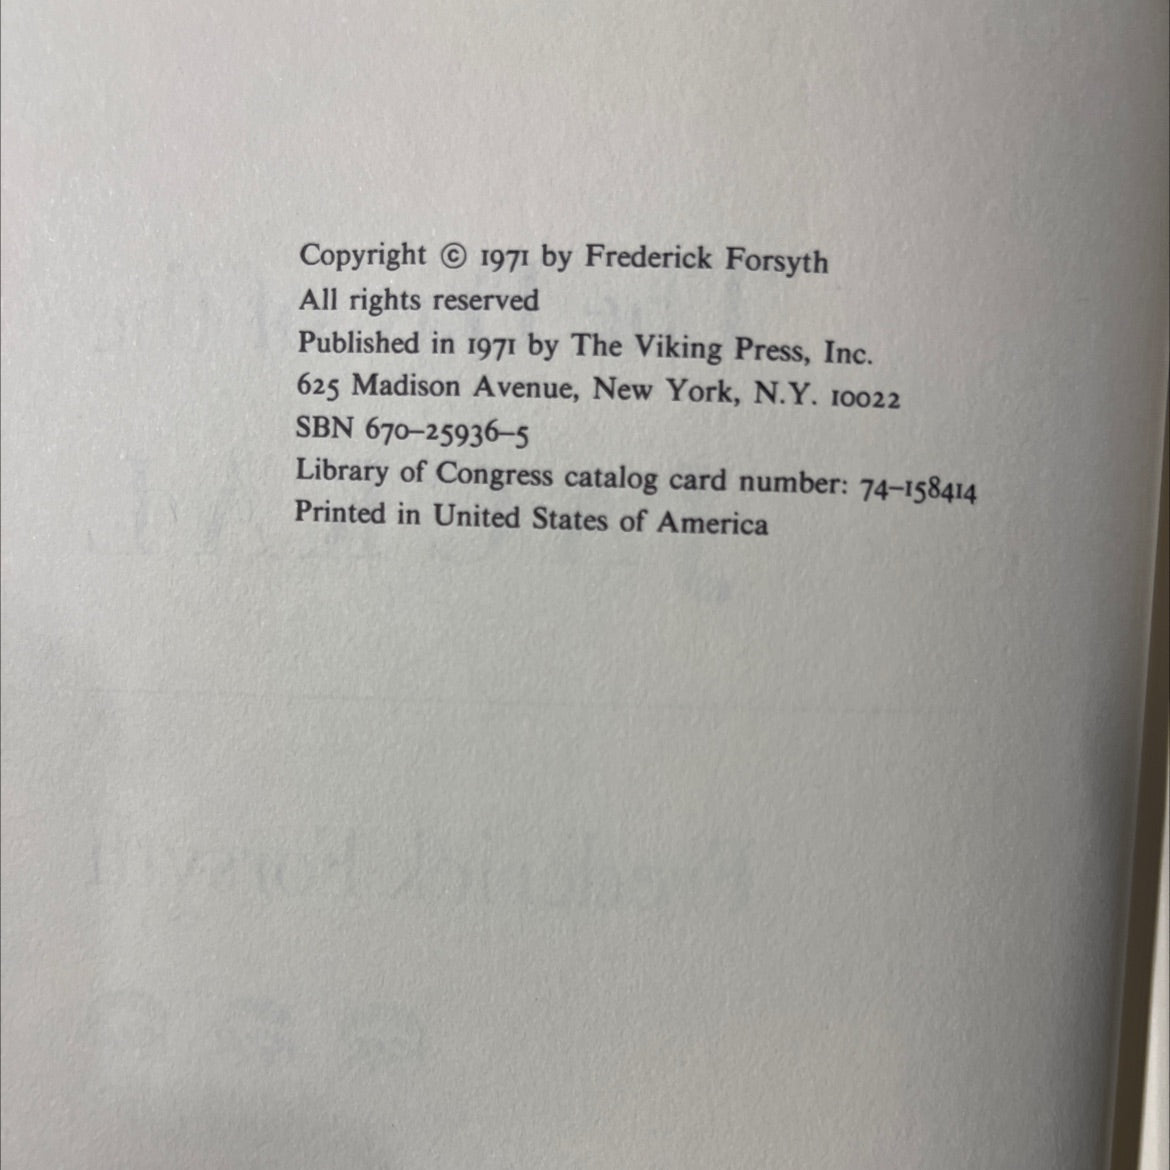 Copyright © 1971 by Frederick Forsyth
All rights reserved
Published in 1971 by The Viking Press, Inc.
625 Madison Avenue, New York, N.Y. 10022
SBN 670–25936–5
Library of Congress catalog card number: 74–158414
Printed in United States of America